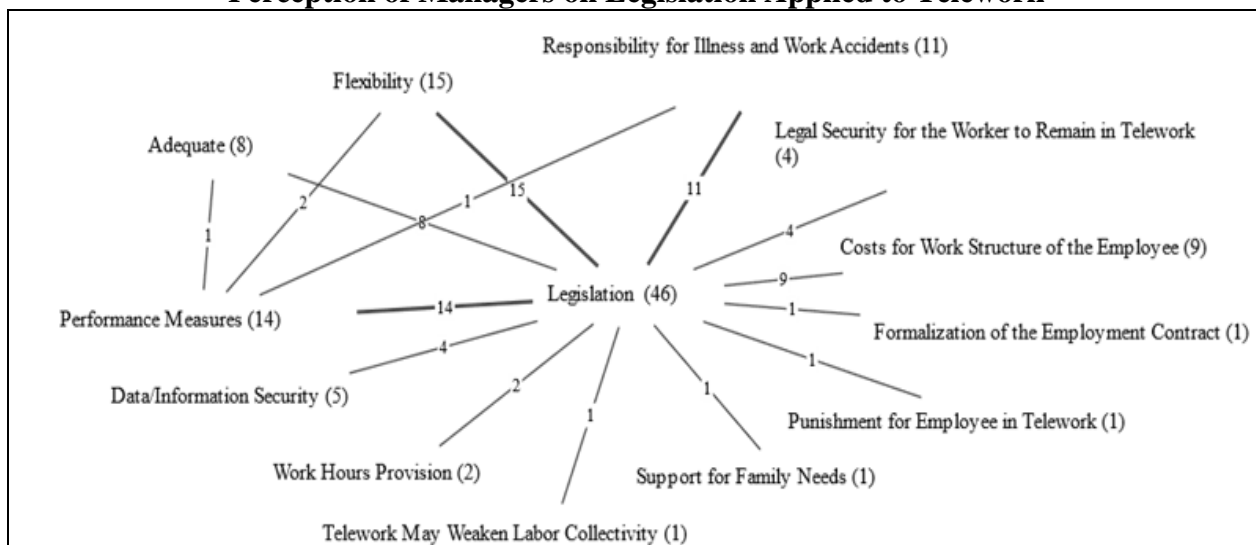 Perception of Managers on Legislation Applied to Telework
Responsibility for Illness and Work Accidents (11)
Flexibility (15)
Legal Security for the Worker to Remain in Telework
(4)
Adequate (8)
15
11
2
1
8
4
1
Costs for Work Structure of the Employee (9)
9
Legislation (46)
14
1
Performance Measures (14)
Formalization of the Employment Contract (1)
4
1
Data/Information Security (5)
2
1
1
Punishment for Employee in Telework (1)
Work Hours Provision (2)
Support for Family Needs (1)
Telework May Weaken Labor Collectivity (1)